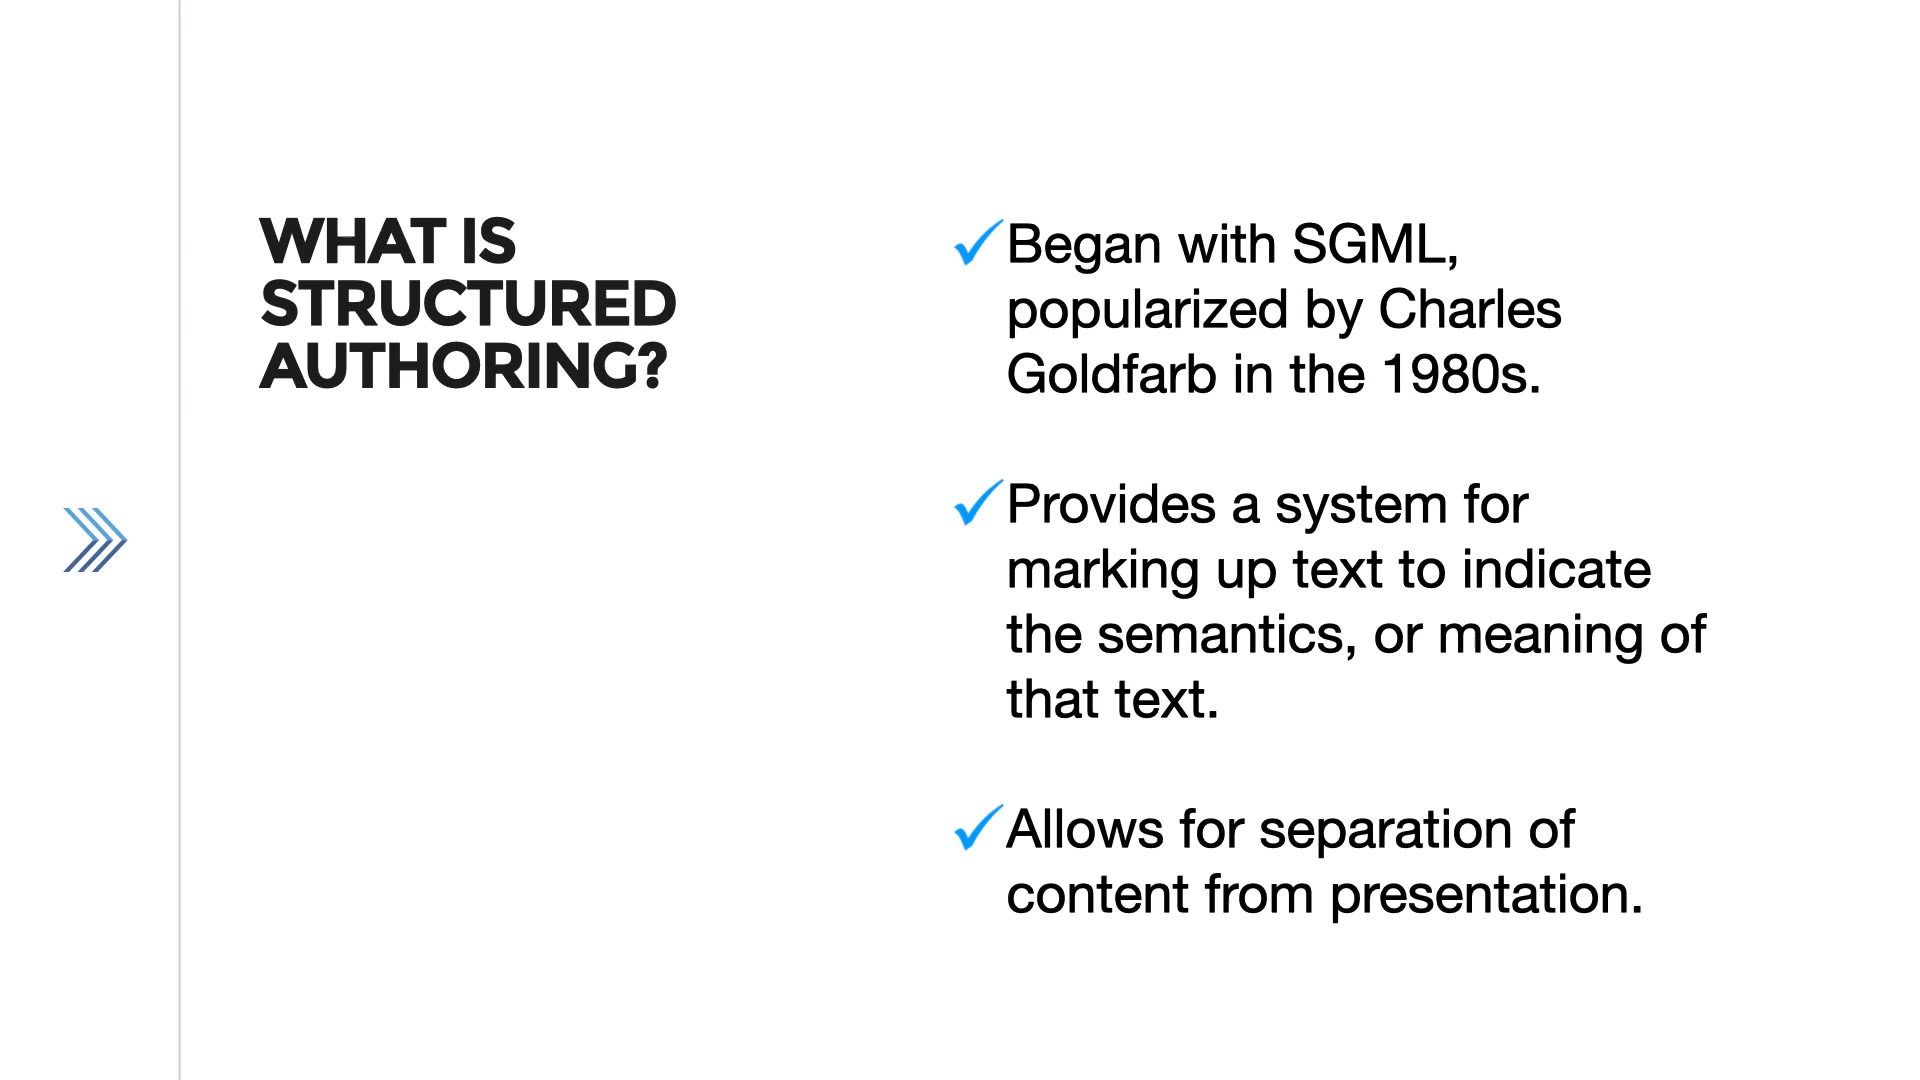 WHAT IS
STRUCTURED
AUTHORING?
Began with SGML,
popularized by Charles
Goldfarb in the 1980s.
Provides a system for
marking up text to indicate
the semantics, or meaning of
that text.
Allows for separation of
content from presentation.